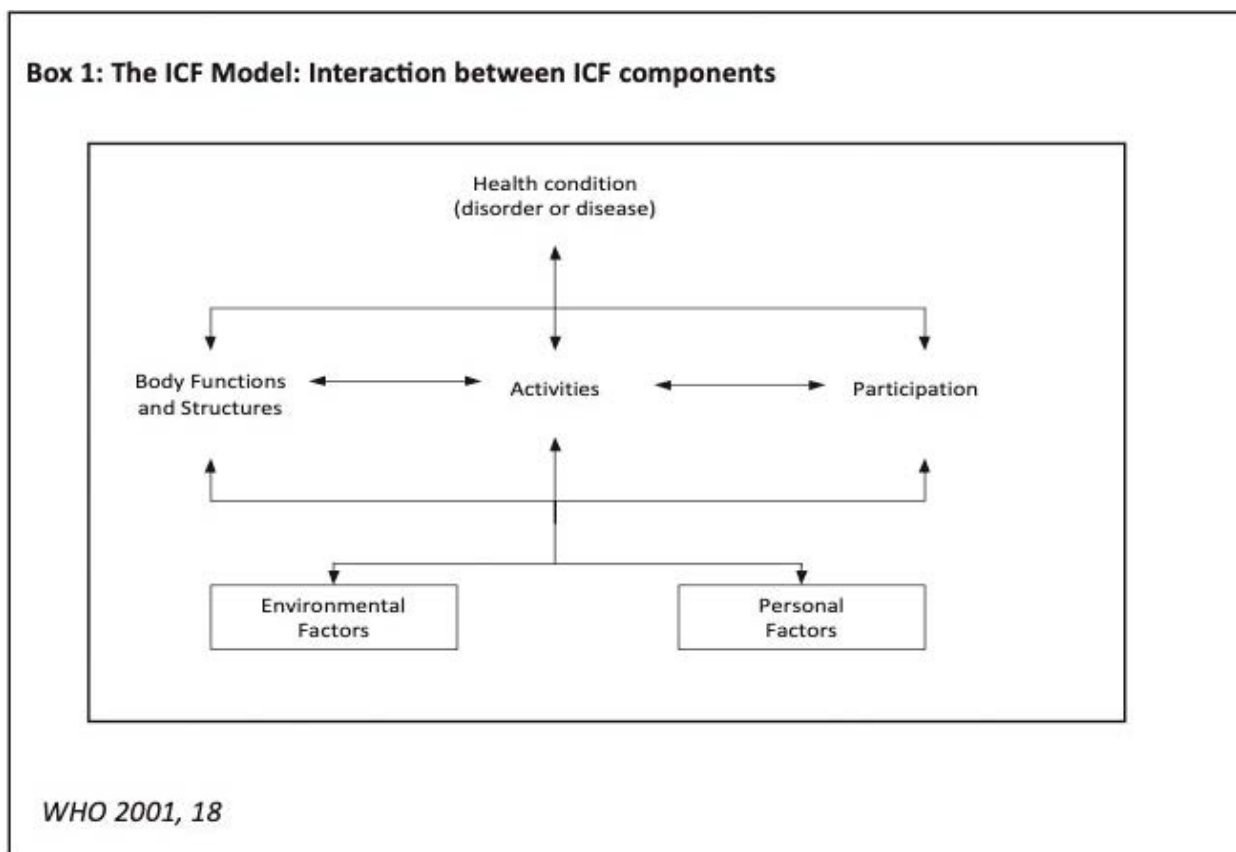 Box 1: The ICF Model: Interaction between ICF components
Health condition
(disorder or disease)
Body Functions
and Structures
Activities
Participation
Environmental
Factors
Personal
Factors
WHO 2001, 18